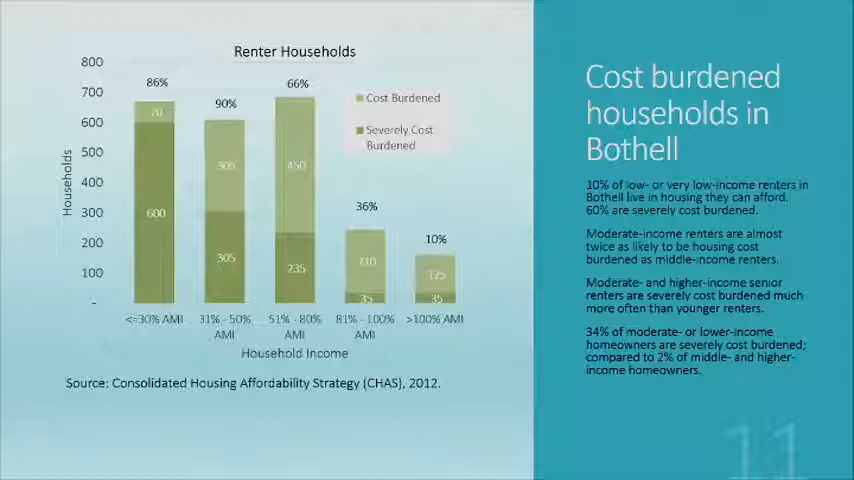 Renter Households
800
700
600
500
400
300
200
100
-
Households
86%
90%
66%
36%
10%
70
600
305
305
450
235
210
35
125
35
Cost Burdened
Severely Cost
Burdened
<=30% AMI
31% - 50%
AMI
51% - 80%
AMI
81% - 100%
AMI
>100% AMI
Household Income
Source: Consolidated Housing Affordability Strategy (CHAS), 2012.
Cost burdened
households in
Bothell
10% of low- or very low-income renters in
Bothell live in housing they can afford.
60% are severely cost burdened.
Moderate-income renters are almost
twice as likely to be housing cost
burdened as middle-income renters.
Moderate- and higher-income senior
renters are severely cost burdened much
more often than younger renters.
34% of moderate- or lower-income
homeowners are severely cost burdened;
compared to 2% of middle- and higher-
income homeowners.
11